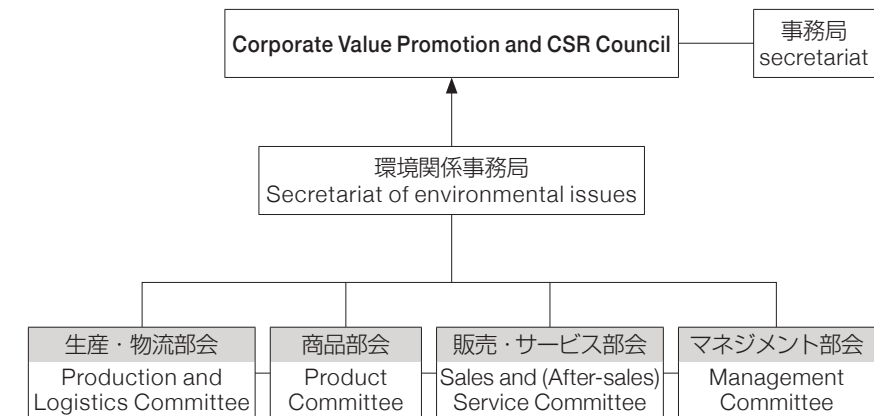 Corporate Value Promotion and CSR Council
事務局
secretariat
環境関係事務局
Secretariat of environmental issues
生産・物流部会
Production and
Logistics Committee
商品部会
Product
Committee
販売・サービス部会
Sales and (After-sales)
Service Committee
マネジメント部会
Management
Committee